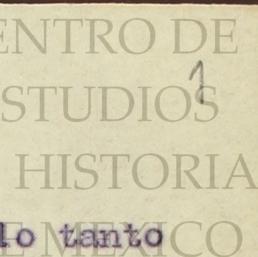 ENTRO DE
1
STUDIOS
HISTORIA
E MEXICO
lo tanto